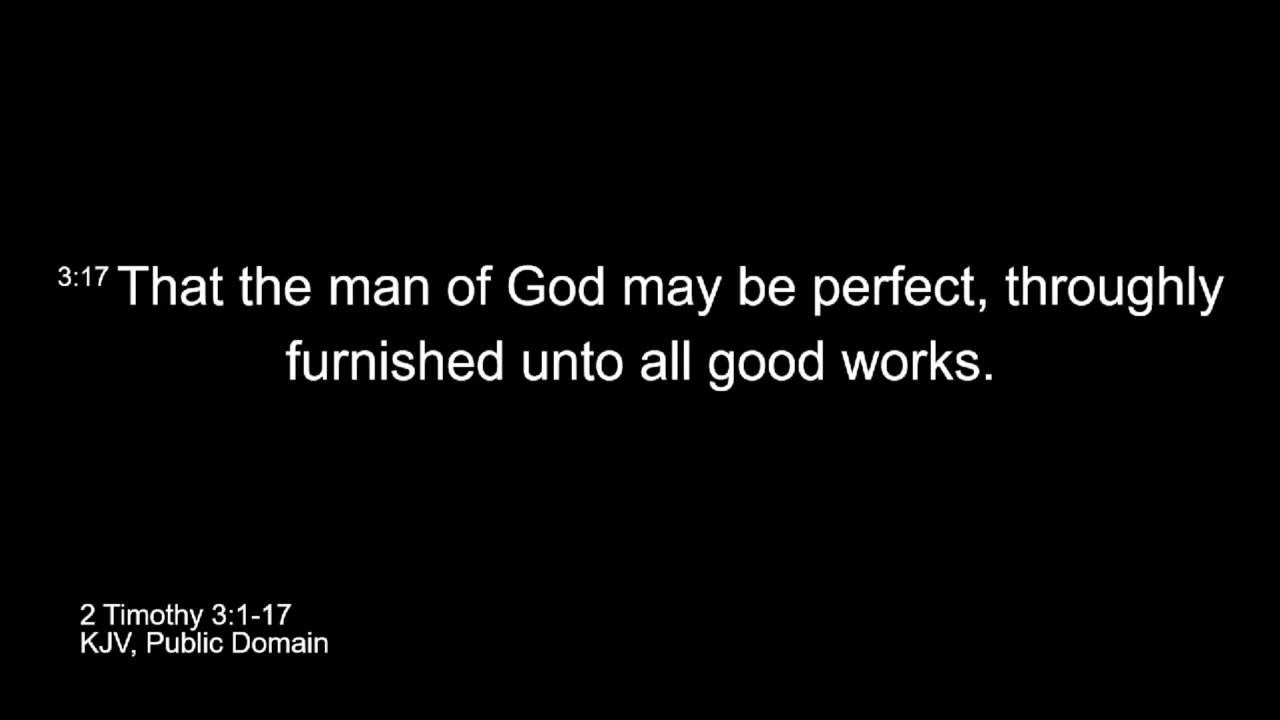 3:17 That the man of God may be perfect, throughly
furnished unto all good works.
2 Timothy 3:1-17
KJV, Public Domain